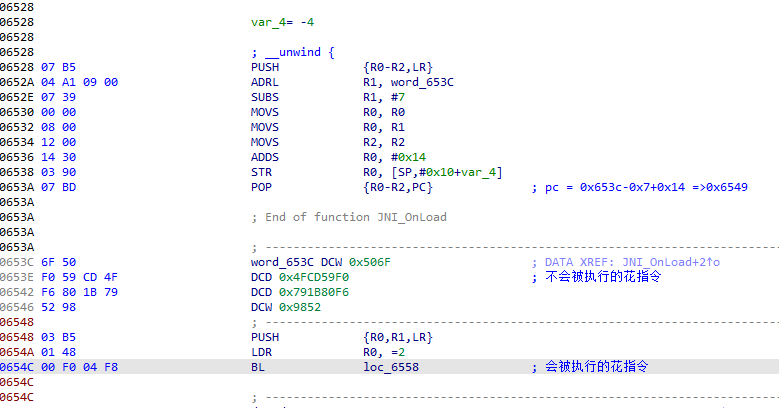 06528
06528 var_4= -4
06528
06528 ; __unwind {
06528 07 B5 PUSH {R0-R2,LR}
0652A 04 A1 09 00 ADRL R1, word_653C
0652E 07 39 SUBS R1, #7
06530 00 00 MOVS R0, R0
06532 08 00 MOVS R0, R1
06534 12 00 MOVS R2, R2
06536 14 30 ADDS R0, #0x14
06538 03 90 STR R0, [SP,#0x10+var_4]
0653A 07 BD POP {R0-R2,PC} ; pc = 0x653c-0x7+0x14 =>0x6549
0653A
0653A ; End of function JNI_OnLoad
0653A
0653A ; ---------------------------------------------------------------------------
0653C 6F 50 word_653C DCW 0x506F ; DATA XREF: JNI_OnLoad+2↑o
0653E F0 59 CD 4F DCD 0x4FCD59F0 ; 不会被执行的花指令
06542 F6 80 1B 79 DCD 0x791B80F6
06546 52 98 DCW 0x9852
06548 ; ---------------------------------------------------------------------------
06548 03 B5 PUSH {R0,R1,LR}
0654A 01 48 LDR R0, =2
0654C 00 F0 04 F8 BL loc_6558 ; 会被执行的花指令
0654C
0654C ; ---------------------------------------------------------------------------